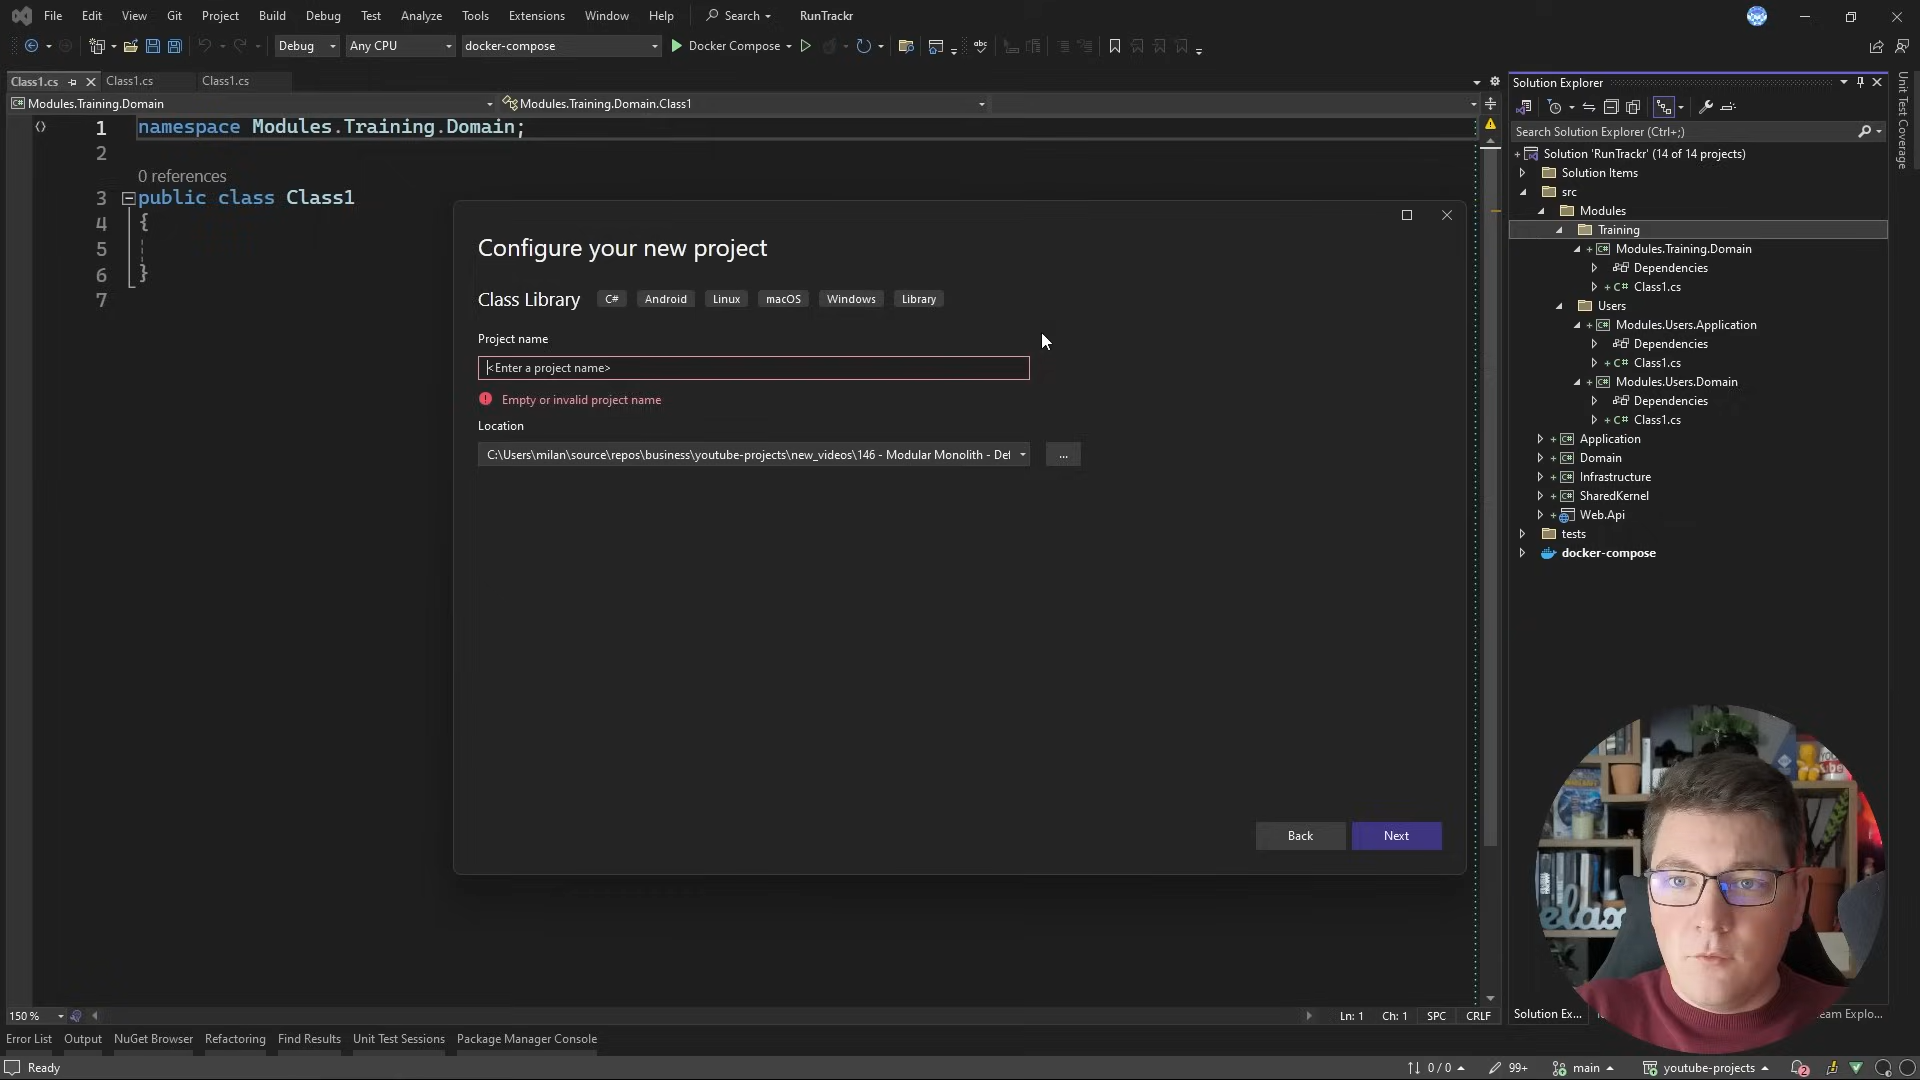 File Edit View Git Project Build Debug Test Analyze Tools Extensions Window Help Search RunTrackr
Debug Any CPU docker-compose Docker Compose
Class1.cs Class1.cs Class1.cs
Modules.Training.Domain Modules.Training.Domain.Class1
1 namespace Modules.Training.Domain;
2
0 references
3 public class Class1
4 {
5
6 }
7
Configure your new project
Class Library C# Android Linux macOS Windows Library
Project name
<Enter a project name>
Empty or invalid project name
Location
C:\Users\milan\source\repos\business\youtube-projects\new_videos\146 - Modular Monolith - Def
...
Back Next
Solution Explorer
Search Solution Explorer (Ctrl+;)
Solution 'RunTrackr' (14 of 14 projects)
Solution Items
src
Modules
Training
Modules.Training.Domain
Dependencies
C# Class1.cs
Users
Modules.Users.Application
Dependencies
C# Class1.cs
Modules.Users.Domain
Dependencies
C# Class1.cs
Application
Domain
Infrastructure
SharedKernel
Web.Api
tests
docker-compose
Unit Test Coverage
elax
150 % Ln: 1 Ch: 1 SPC CRLF
Solution Ex... eam Explo...
Error List Output NuGet Browser Refactoring Find Results Unit Test Sessions Package Manager Console
Ready 0 / 0 99+ main youtube-projects 2